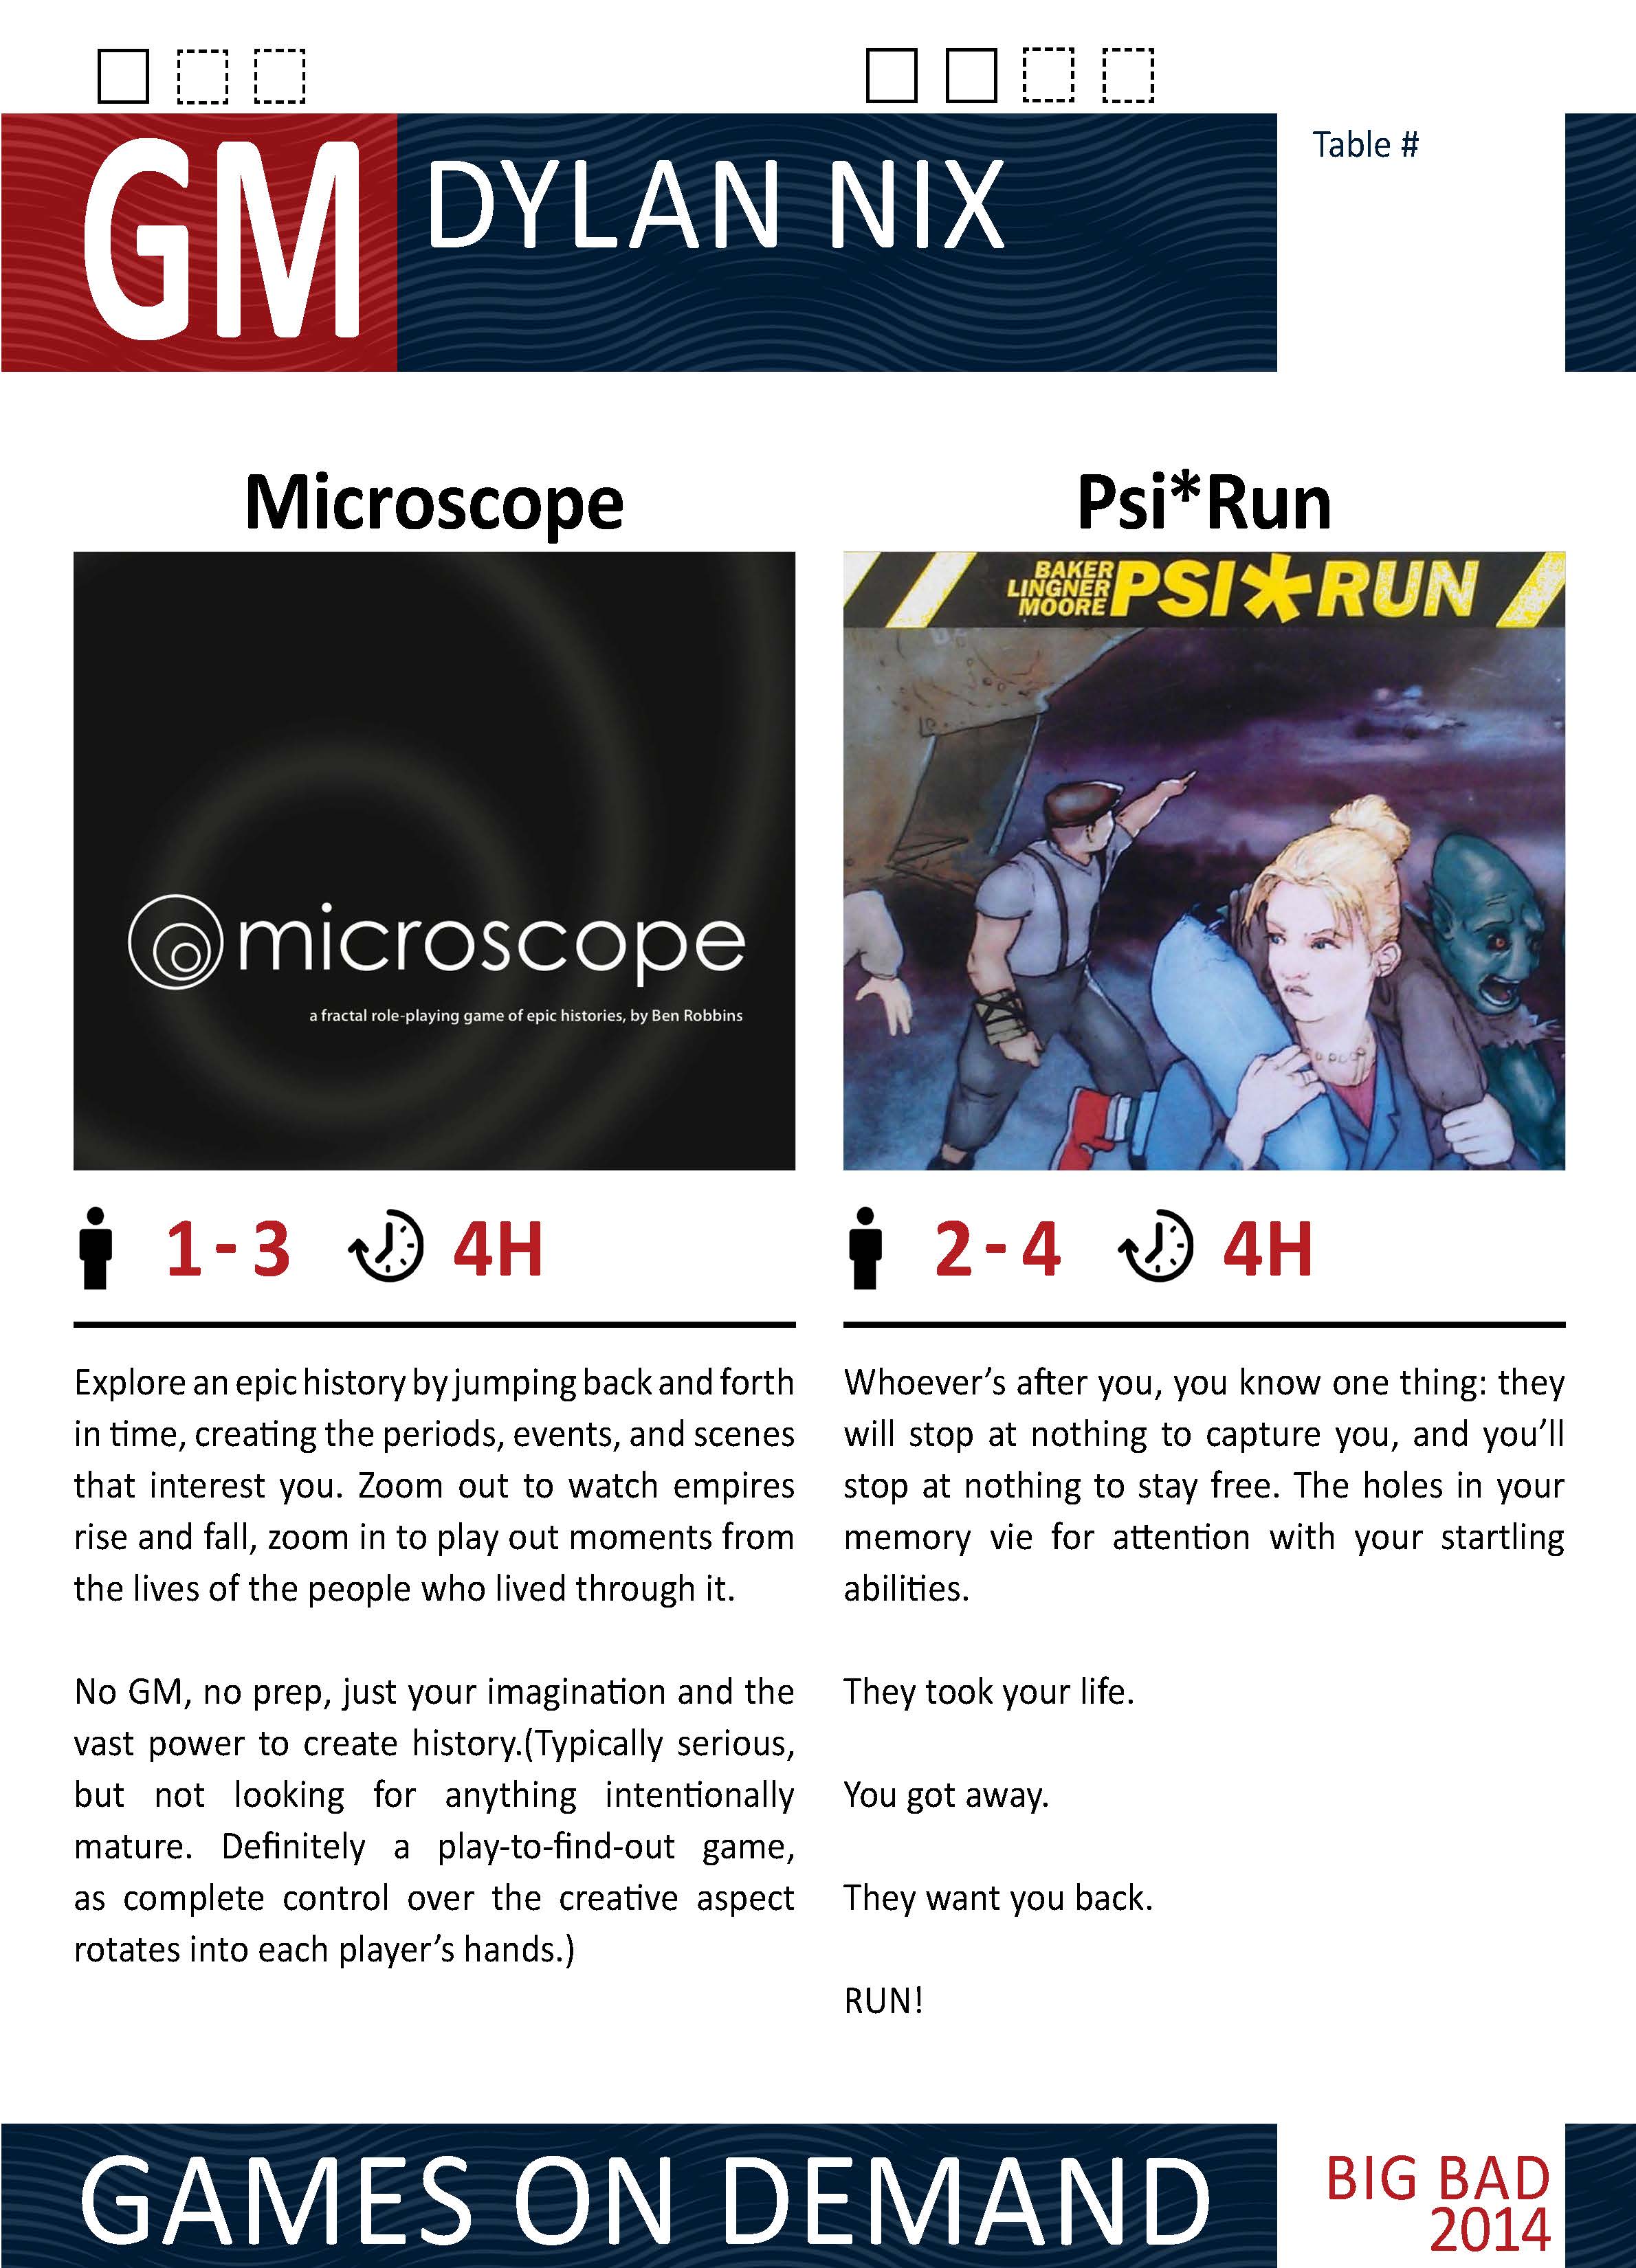 GM
DYLAN NIX
Table #
Microscope
microscope
a fractal role-playing game of epic histories, by Ben Robbins
1 - 3
4H
Explore an epic history by jumping back and forth
in time, creating the periods, events, and scenes
that interest you. Zoom out to watch empires
rise and fall, zoom in to play out moments from
the lives of the people who lived through it.
No GM, no prep, just your imagination and the
vast power to create history.(Typically serious,
but not looking for anything intentionally
mature. Definitely a play-to-find-out game,
as complete control over the creative aspect
rotates into each player’s hands.)
Psi*Run
BAKER
LINGNER
MOORE
PSI*RUN
2 - 4
4H
Whoever’s after you, you know one thing: they
will stop at nothing to capture you, and you’ll
stop at nothing to stay free. The holes in your
memory vie for attention with your startling
abilities.
They took your life.
You got away.
They want you back.
RUN!
GAMES ON DEMAND
BIG BAD
2014